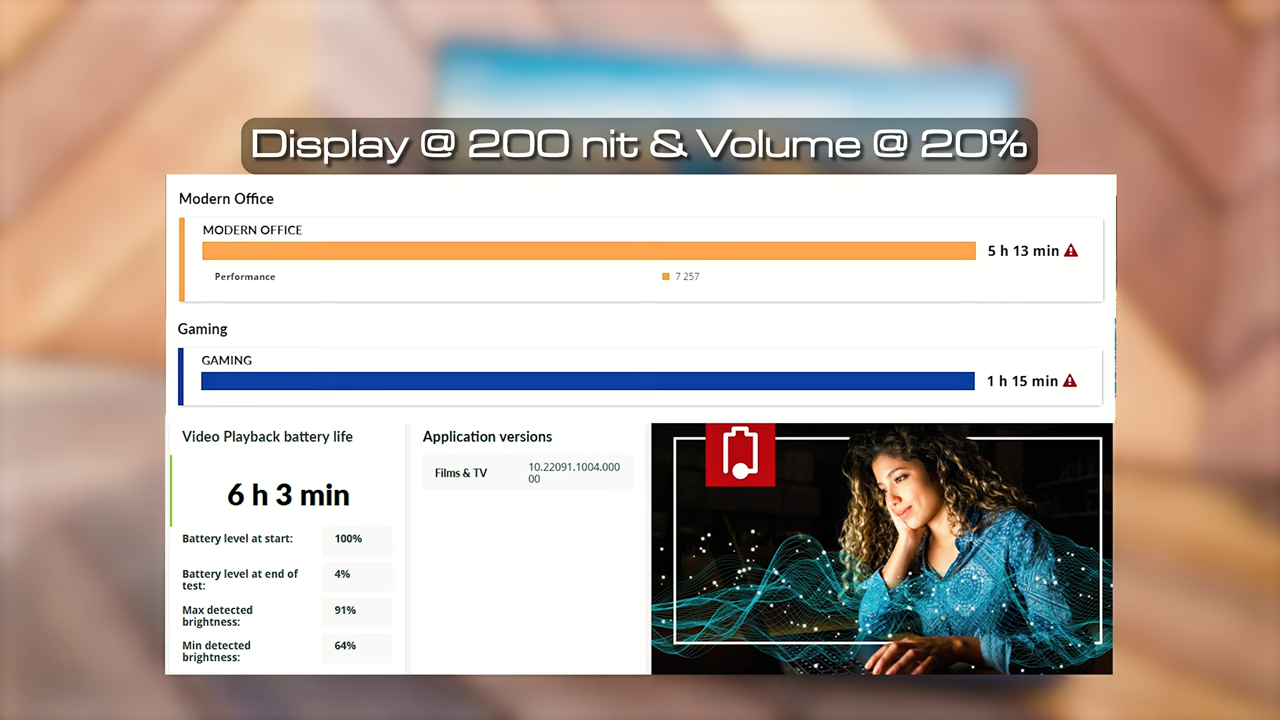 Display @ 200 nit & Volume @ 20%
Modern Office
MODERN OFFICE
5 h 13 min
Performance
7 257
Gaming
GAMING
1 h 15 min
Video Playback battery life
6 h 3 min
Battery level at start: 100%
Battery level at end of
test:
4%
Max detected
brightness:
91%
Min detected
brightness:
64%
Application versions
Films & TV
10.22091.1004.000
00